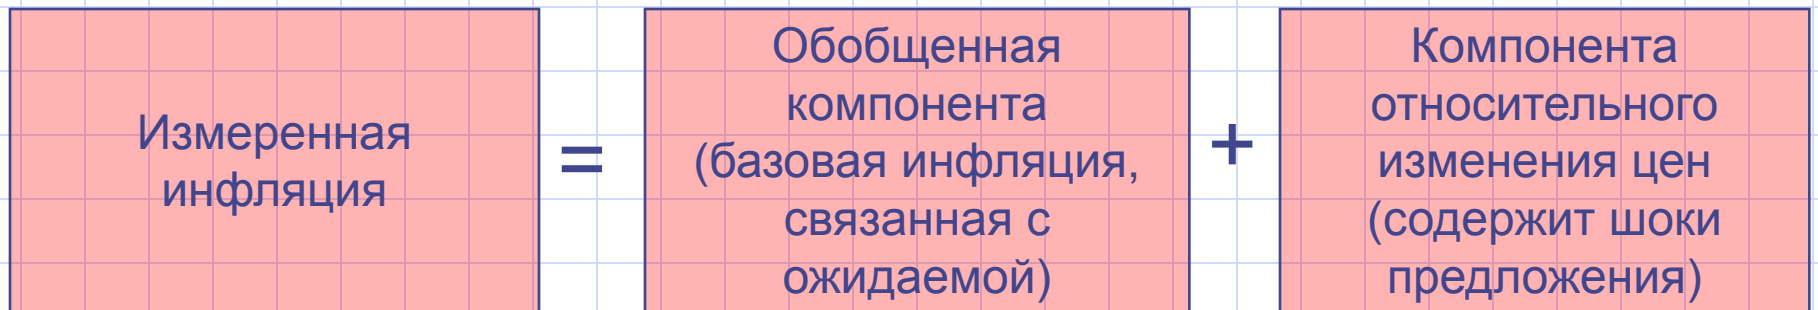 Измеренная
инфляция
=
Обобщенная
компонента
(базовая инфляция,
связанная с
ожидаемой)
+
Компонента
относительного
изменения цен
(содержит шоки
предложения)